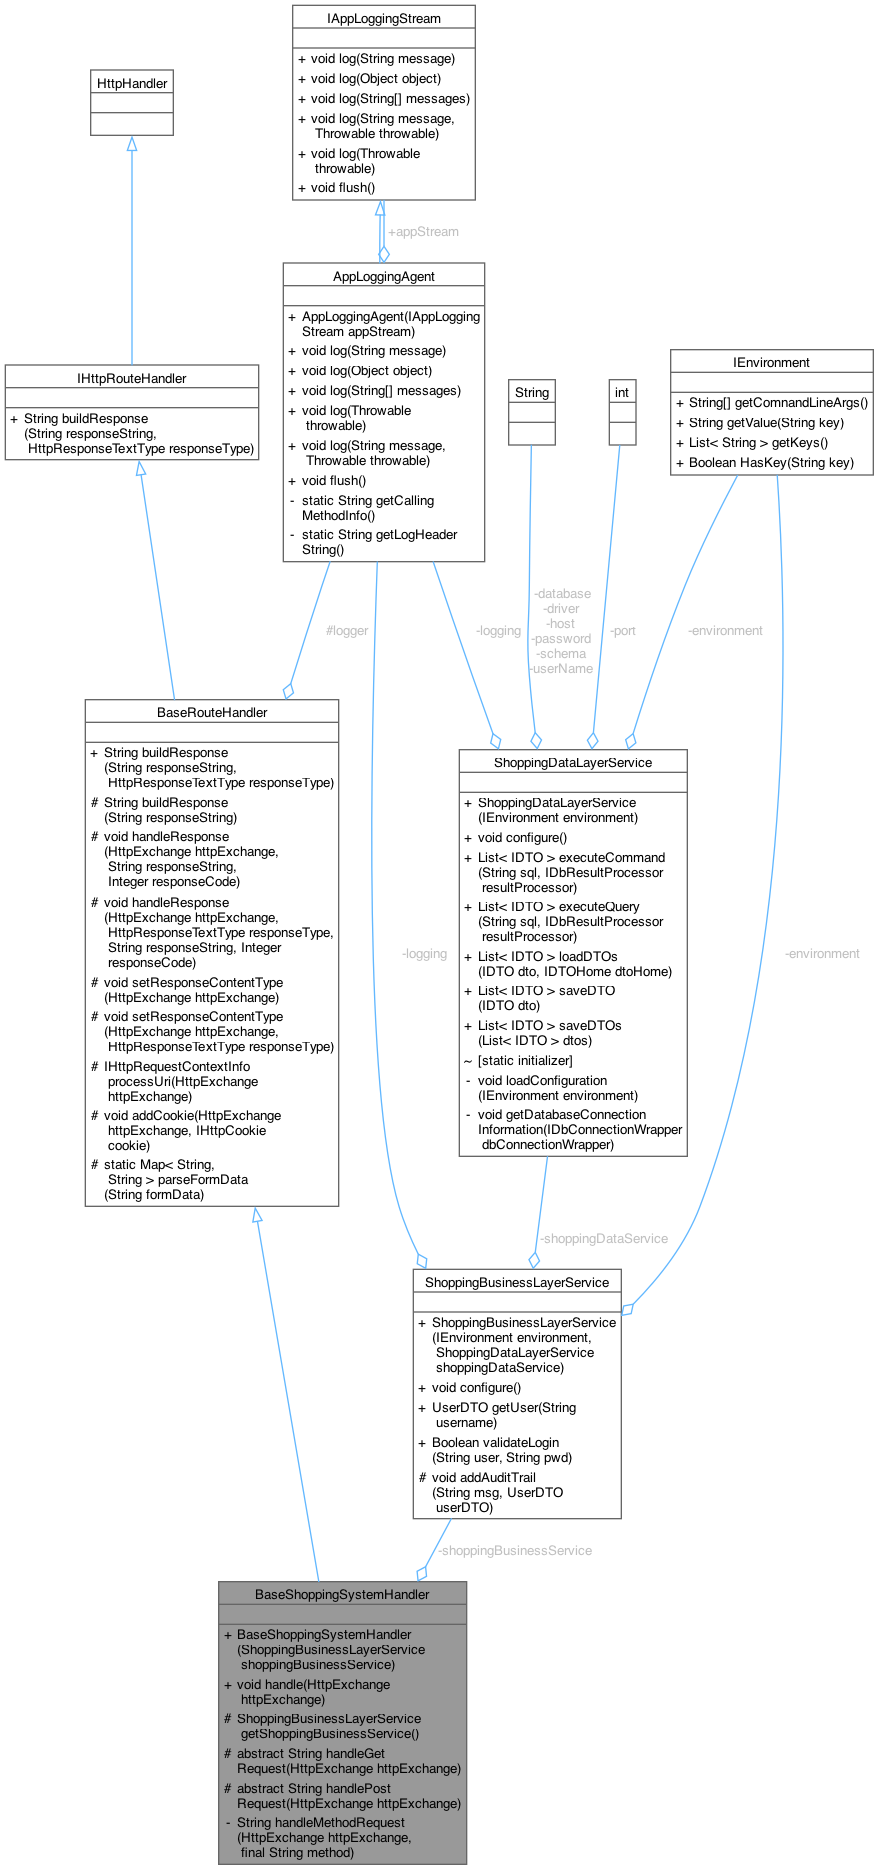 IAppLoggingStream
+ void log(String message)
+ void log(Object object)
+ void log(String[] messages)
+ void log(String message,
Throwable throwable)
+ void log(Throwable
throwable)
+ void flush()
HttpHandler
+appStream
AppLoggingAgent
+ AppLoggingAgent(IAppLogging
Stream appStream)
+ void log(String message)
+ void log(Object object)
+ void log(String[] messages)
+ void log(Throwable
throwable)
+ void log(String message,
Throwable throwable)
+ void flush()
- static String getCalling
MethodInfo()
- static String getLogHeader
String()
IHttpRouteHandler
+ String buildResponse
(String responseString,
HttpResponseTextType responseType)
String
int
IEnvironment
+ String[] getCommandLineArgs()
+ String getValue(String key)
+ List< String > getKeys()
+ Boolean HasKey(String key)
#logger
-logging
-database
-driver
-host
-password
-schema
-userName
-port
-environment
BaseRouteHandler
+ String buildResponse
(String responseString,
HttpResponseTextType responseType)
# String buildResponse
(String responseString)
# void handleResponse
(HttpExchange httpExchange,
String responseString,
Integer responseCode)
# void handleResponse
(HttpExchange httpExchange,
HttpResponseTextType responseType,
String responseString, Integer
responseCode)
# void setResponseContentType
(HttpExchange httpExchange)
# void setResponseContentType
(HttpExchange httpExchange,
HttpResponseTextType responseType)
# IHttpRequestContextInfo
processUri(HttpExchange
httpExchange)
# void addCookie(HttpExchange
httpExchange, IHttpCookie
cookie)
# static Map< String,
String > parseFormData
(String formData)
ShoppingDataLayerService
+ ShoppingDataLayerService
(IEnvironment environment)
+ void configure()
+ List< IDTO > executeCommand
(String sql, IDbResultProcessor
resultProcessor)
+ List< IDTO > executeQuery
(String sql, IDbResultProcessor
resultProcessor)
+ List< IDTO > loadDTOs
(IDTO dto, IDTOHome dtoHome)
+ List< IDTO > saveDTO
(IDTO dto)
+ List< IDTO > saveDTOs
(List< IDTO > dtos)
~ [static initializer]
- void loadConfiguration
(IEnvironment environment)
- void getDatabaseConnection
Information(IDbConnectionWrapper
dbConnectionWrapper)
-logging
-environment
-shoppingDataService
ShoppingBusinessLayerService
+ ShoppingBusinessLayerService
(IEnvironment environment,
ShoppingDataLayerService
shoppingDataService)
+ void configure()
+ UserDTO getUser(String
username)
+ Boolean validateLogin
(String user, String pwd)
# void addAuditTrail
(String msg, UserDTO
userDTO)
-shoppingBusinessService
BaseShoppingSystemHandler
+ BaseShoppingSystemHandler
(ShoppingBusinessLayerService
shoppingBusinessService)
+ void handle(HttpExchange
httpExchange)
# ShoppingBusinessLayerService
getShoppingBusinessService()
# abstract String handleGet
Request(HttpExchange httpExchange)
# abstract String handlePost
Request(HttpExchange httpExchange)
- String handleMethodRequest
(HttpExchange httpExchange,
final String method)